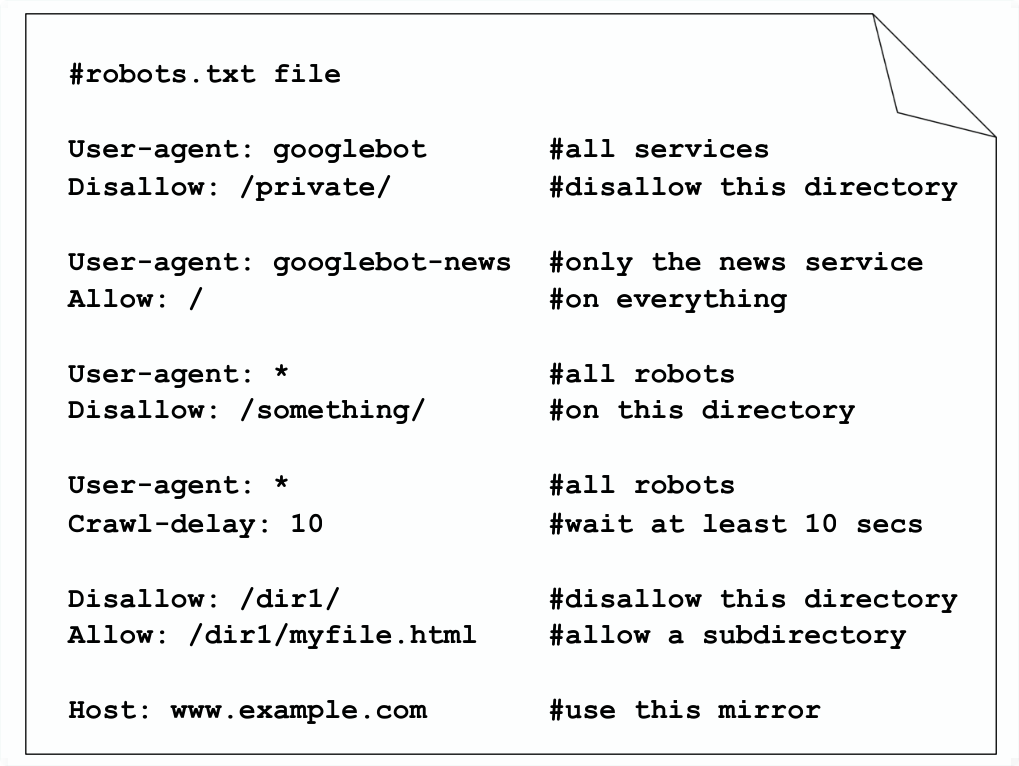 #robots.txt file
User-agent: googlebot #all services
Disallow: /private/ #disallow this directory
User-agent: googlebot-news #only the news service
Allow: / #on everything
User-agent: * #all robots
Disallow: /something/ #on this directory
User-agent: * #all robots
Crawl-delay: 10 #wait at least 10 secs
Disallow: /dir1/ #disallow this directory
Allow: /dir1/myfile.html #allow a subdirectory
Host: www.example.com #use this mirror